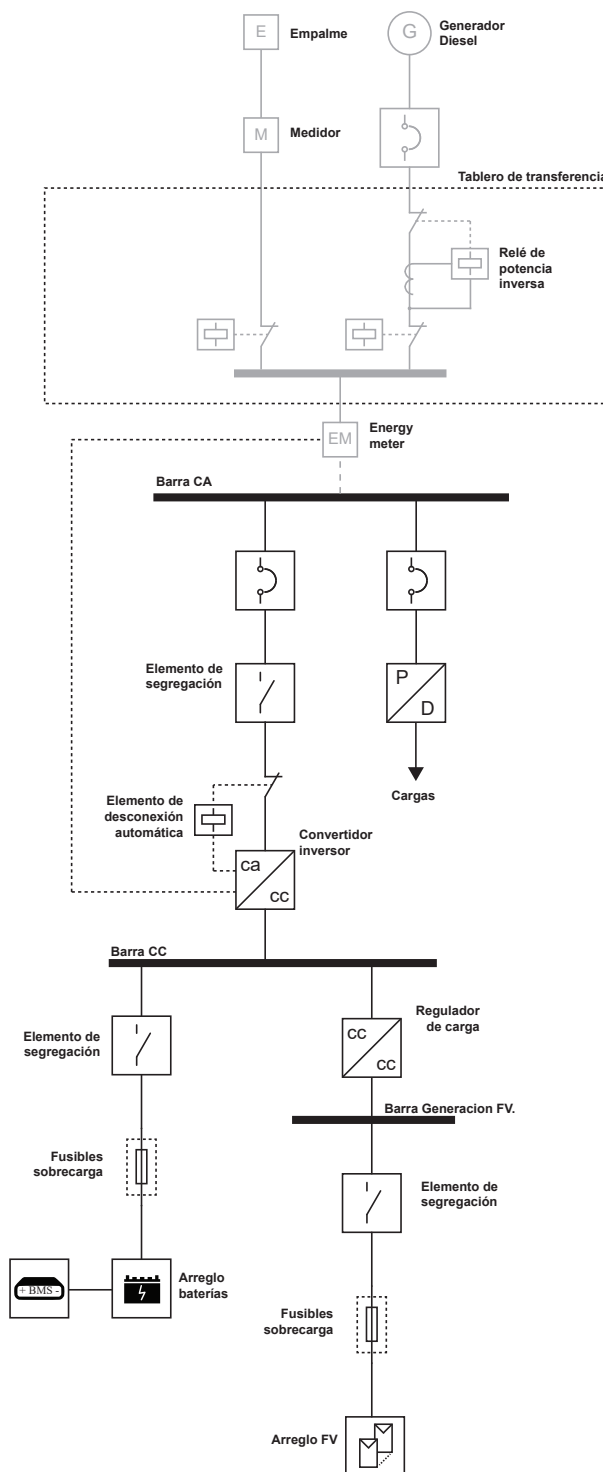 E
Empalme
G
Generador
Diesel
M
Medidor
Tablero de transferencia
Relé de
potencia
inversa
EM
Energy
meter
Barra CA
Elemento de
segregación
P
D
Cargas
Elemento de
desconexión
automática
Convertidor
inversor
ca
cc
Barra CC
Elemento de
segregación
Regulador
de carga
cc
cc
Barra Generacion FV.
Fusibles
sobrecarga
Elemento de
segregación
+ BMS -
Arreglo
baterías
Fusibles
sobrecarga
Arreglo FV